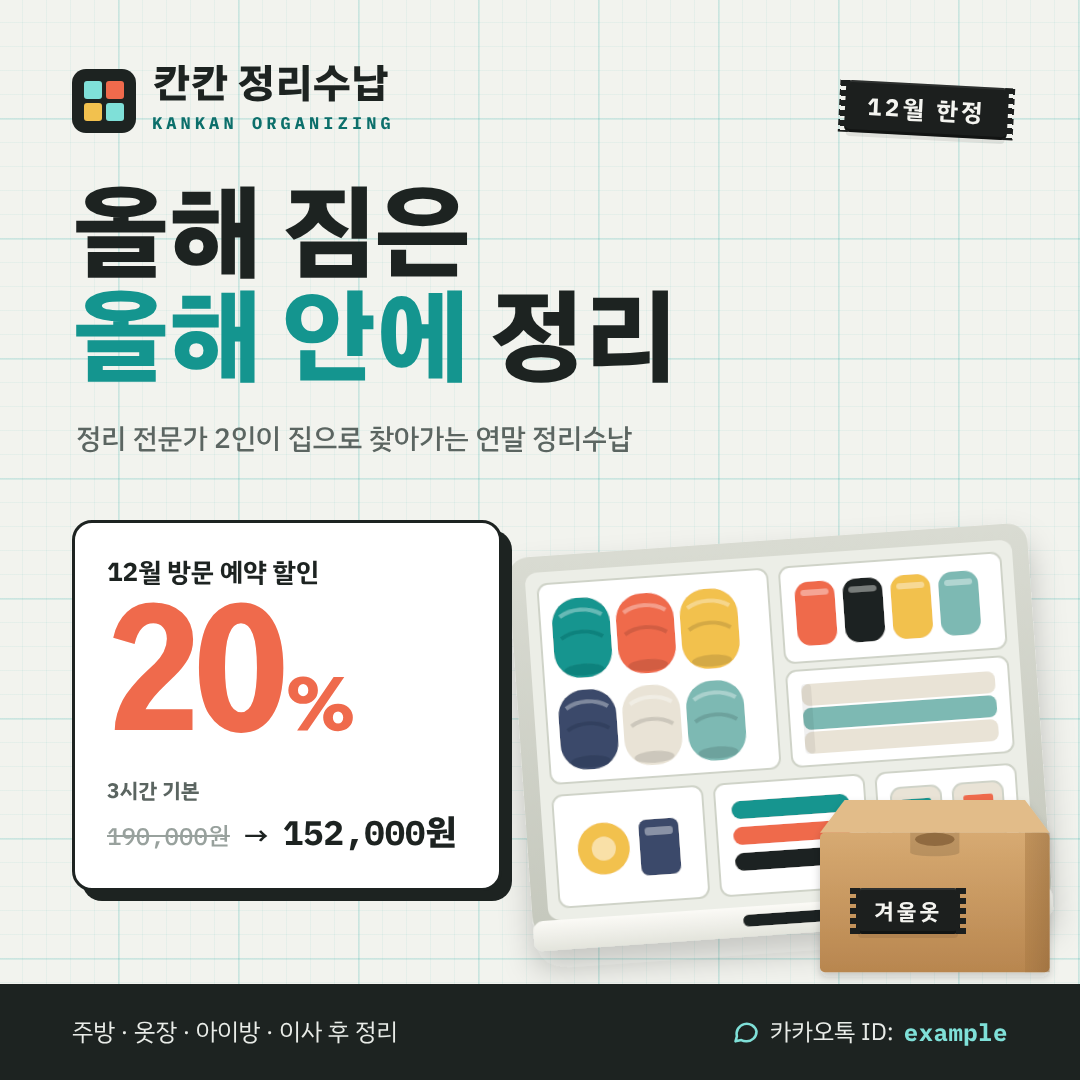 칸칸 정리수납
KANKAN ORGANIZING
12월 한정
올해 짐은
올해 안에 정리
정리 전문가 2인이 집으로 찾아가는 연말 정리수납
12월 방문 예약 할인
20%
3시간 기본
190,000원 → 152,000원
겨울옷
주방 · 옷장 · 아이방 · 이사 후 정리
카카오톡 ID: example